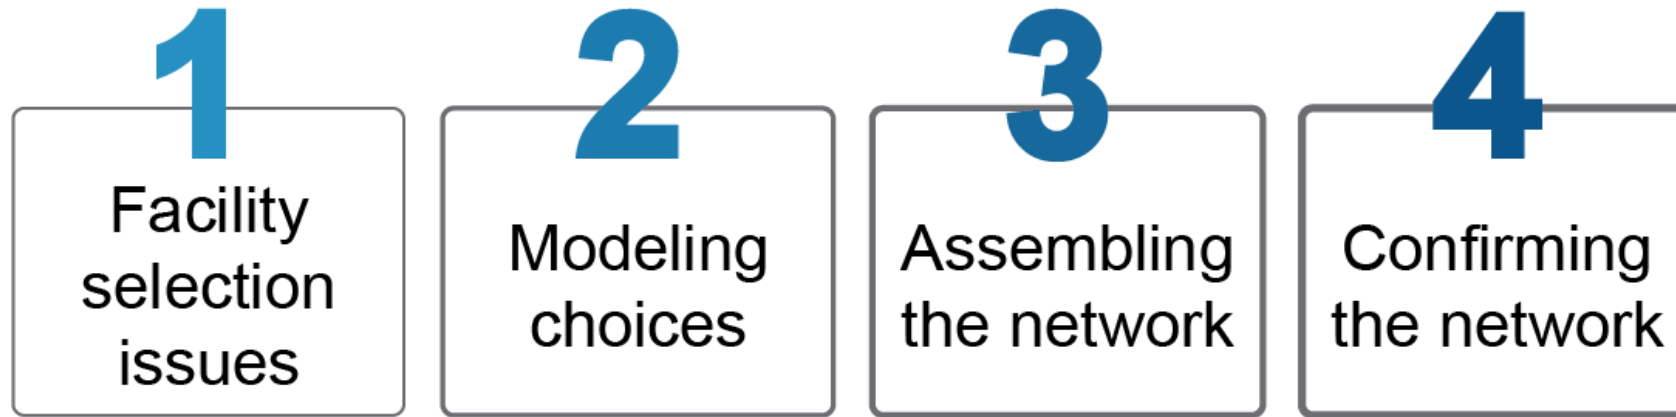 1
Facility
selection
issues
2
Modeling
choices
3
Assembling
the network
4
Confirming
the network